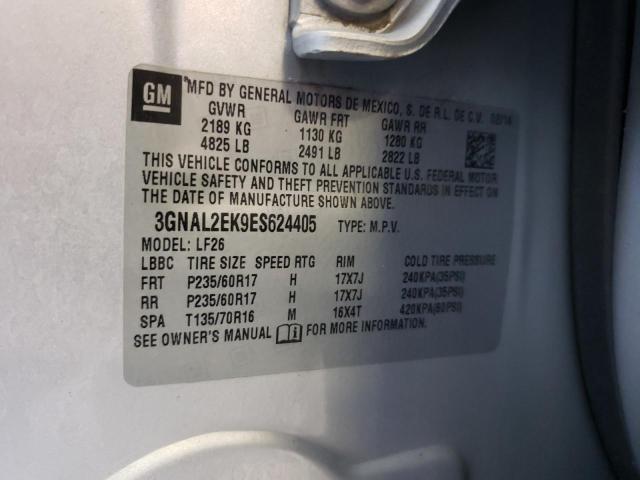 GM
MFD BY GENERAL MOTORS DE MEXICO, S. DE R.L. DE C.V. 08/14
GVWR GAWR FRT GAWR RR
2189 KG 1130 KG 1280 KG
4825 LB 2491 LB 2822 LB
THIS VEHICLE CONFORMS TO ALL APPLICABLE U.S. FEDERAL MOTOR
VEHICLE SAFETY AND THEFT PREVENTION STANDARDS IN EFFECT ON
THE DATE OF MANUFACTURE SHOWN ABOVE.
3GNAL2EK9ES624405 TYPE: M.P.V.
MODEL: LF26
LBBC TIRE SIZE SPEED RTG RIM COLD TIRE PRESSURE
FRT P235/60R17 H 17X7J 240KPA(35PSI)
RR P235/60R17 H 17X7J 240KPA(35PSI)
SPA T135/70R16 M 16X4T 420KPA(60PSI)
SEE OWNER'S MANUAL FOR MORE INFORMATION.